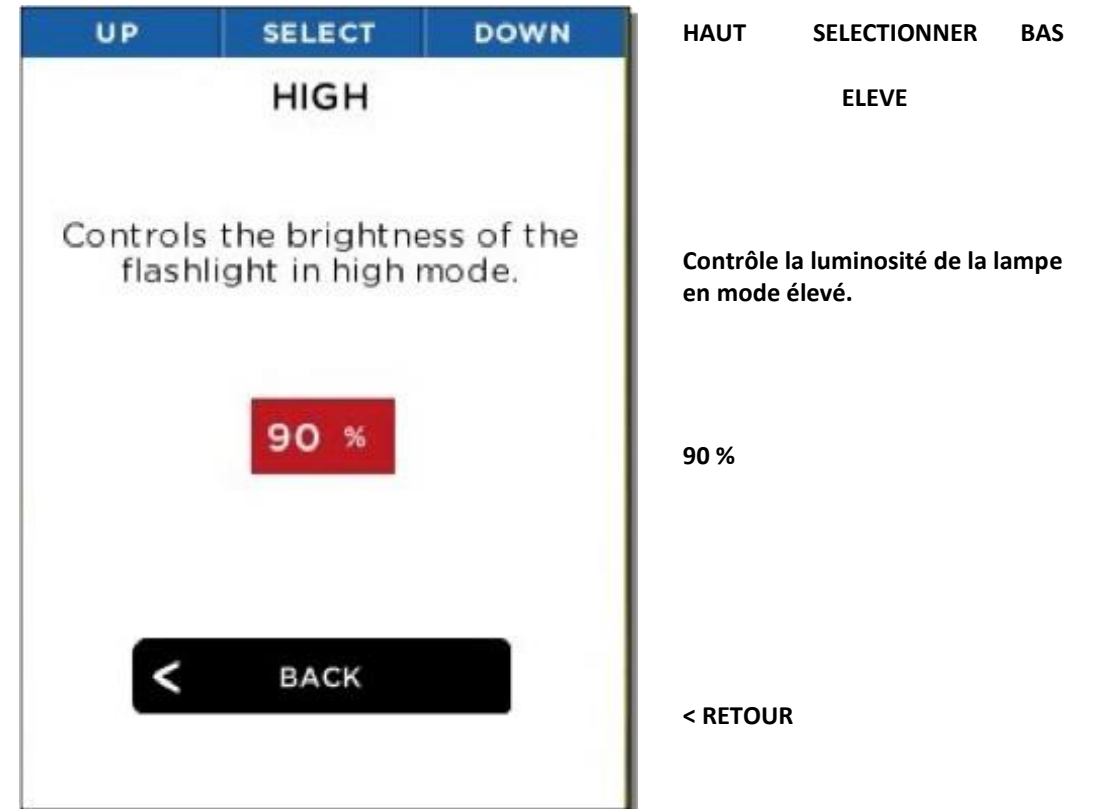 UP SELECT DOWN
HIGH
Controls the brightness of the
flashlight in high mode.
90 %
< BACK
HAUT SELECTIONNER BAS
ELEVE
Contrôle la luminosité de la lampe
en mode élevé.
90 %
< RETOUR